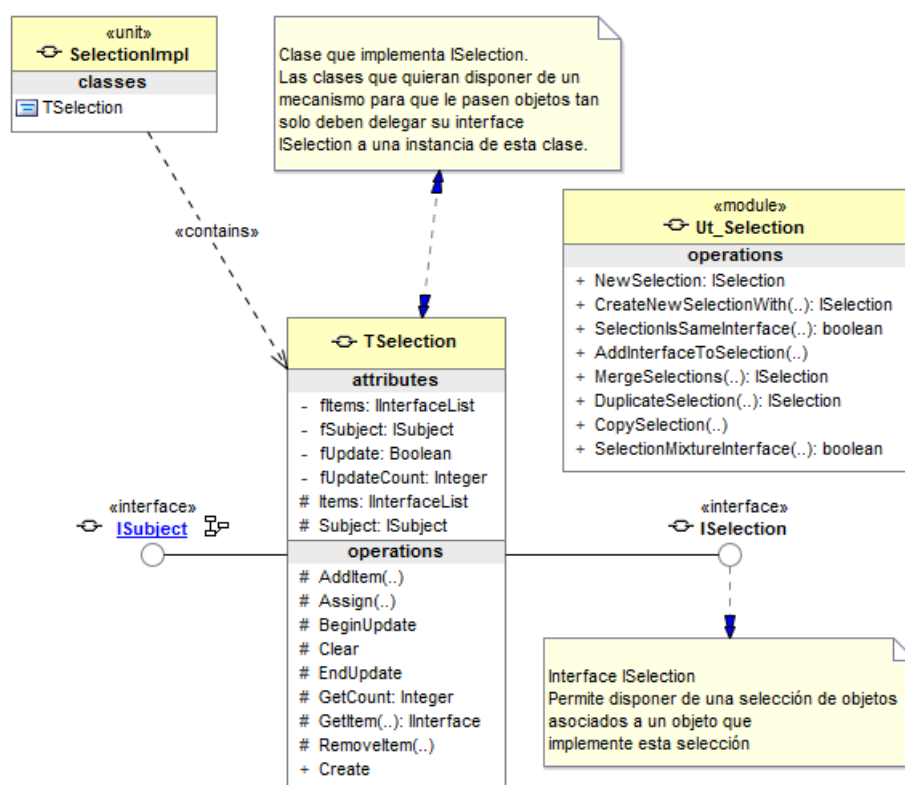 «unit»
SelectionImpl
classes
TSelection
Clase que implementa ISelection.
Las clases que quieran disponer de un
mecanismo para que le pasen objetos tan
solo deben delegar su interface
ISelection a una instancia de esta clase.
«contains»
«module»
Ut_Selection
operations
+ NewSelection: ISelection
+ CreateNewSelectionWith(..): ISelection
+ SelectionIsSameInterface(..): boolean
+ AddInterfaceToSelection(..)
+ MergeSelections(..): ISelection
+ DuplicateSelection(..): ISelection
+ CopySelection(..)
+ SelectionMixtureInterface(..): boolean
TSelection
attributes
- fItems: IInterfaceList
- fSubject: ISubject
- fUpdate: Boolean
- fUpdateCount: Integer
# Items: IInterfaceList
# Subject: ISubject
operations
# AddItem(..)
# Assign(..)
# BeginUpdate
# Clear
# EndUpdate
# GetCount: Integer
# GetItem(..): IInterface
# RemoveItem(..)
+ Create
«interface»
ISubject
«interface»
ISelection
Interface ISelection
Permite disponer de una selección de objetos
asociados a un objeto que
implemente esta selección